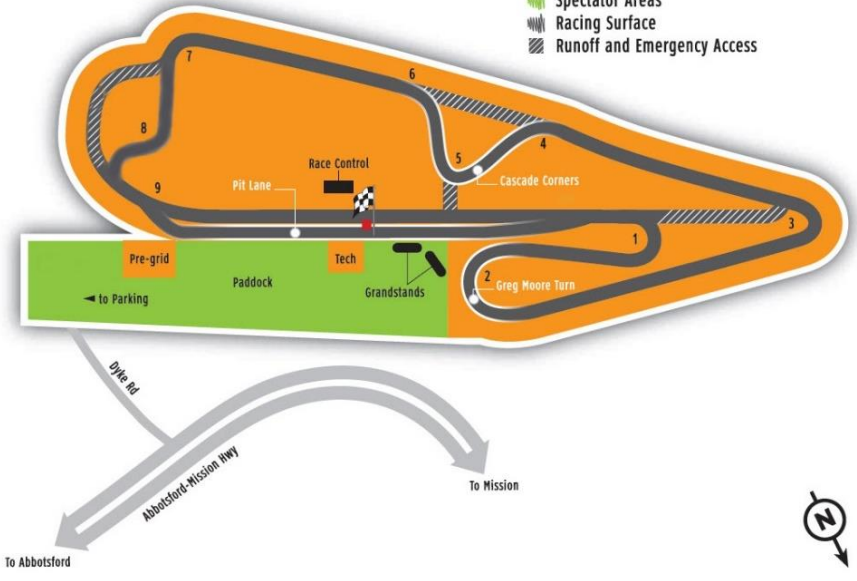 Spectator Areas
Racing Surface
Runoff and Emergency Access
7
6
8
5
4
Race Control
Cascade Corners
Pit Lane
9
3
1
Pre-grid
Tech
2
Paddock
Greg Moore Turn
Grandstands
◄ to Parking
Dyke Rd
Abbotsford-Mission Hwy
To Mission
N
To Abbotsford